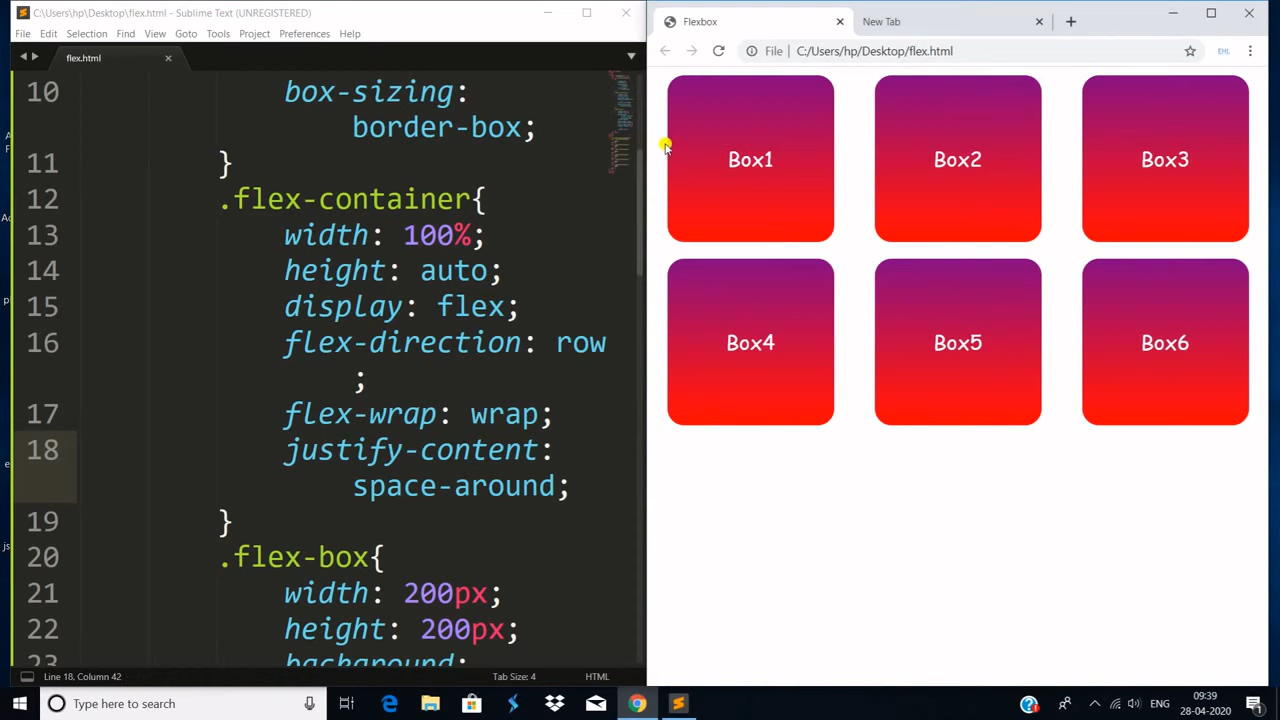 C:\Users\hp\Desktop\flex.html - Sublime Text (UNREGISTERED)
File Edit Selection Find View Goto Tools Project Preferences Help
flex.html
10 box-sizing:
border-box;
11 }
12 .flex-container{
13 width: 100%;
14 height: auto;
15 display: flex;
16 flex-direction: row
;
17 flex-wrap: wrap;
18 justify-content:
space-around;
19 }
20 .flex-box{
21 width: 200px;
22 height: 200px;
23 background:
Line 18, Column 42 Tab Size: 4 HTML
Flexbox New Tab
File C:/Users/hp/Desktop/flex.html EHL
Box1 Box2 Box3
Box4 Box5 Box6
Type here to search
ENG
09:39
28-04-2020
1